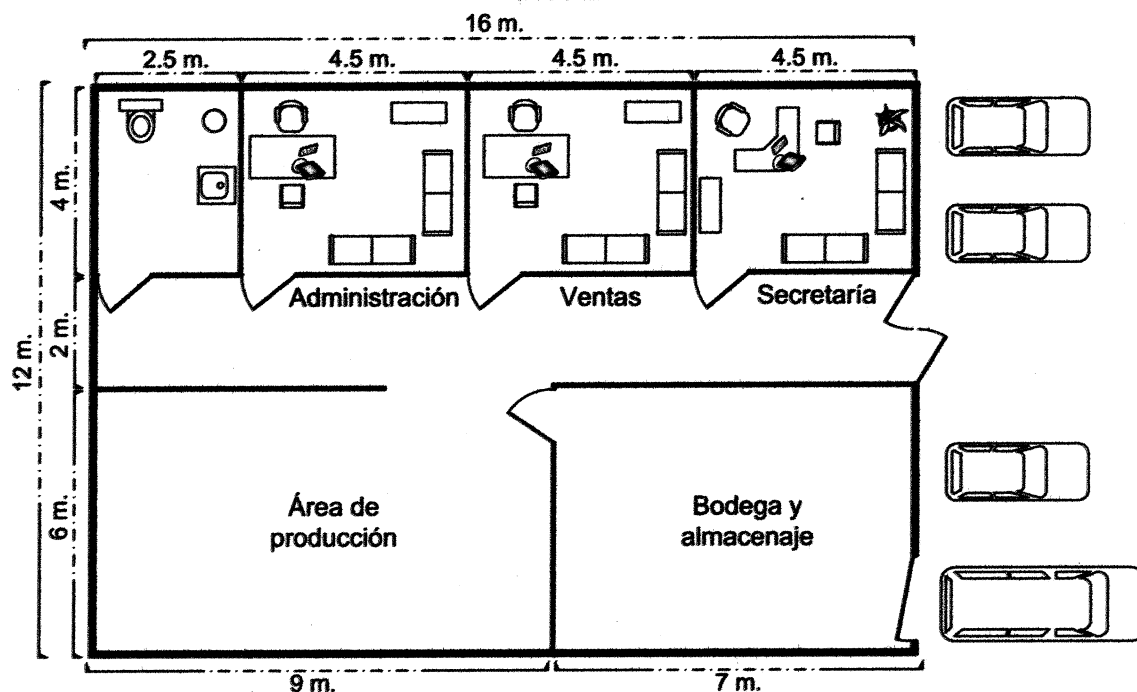 16 m.
2.5 m.
4.5 m.
4.5 m.
4.5 m.
4 m.
2 m.
12 m.
6 m.
Administración
Ventas
Secretaría
Área de
producción
Bodega y
almacenaje
9 m.
7 m.